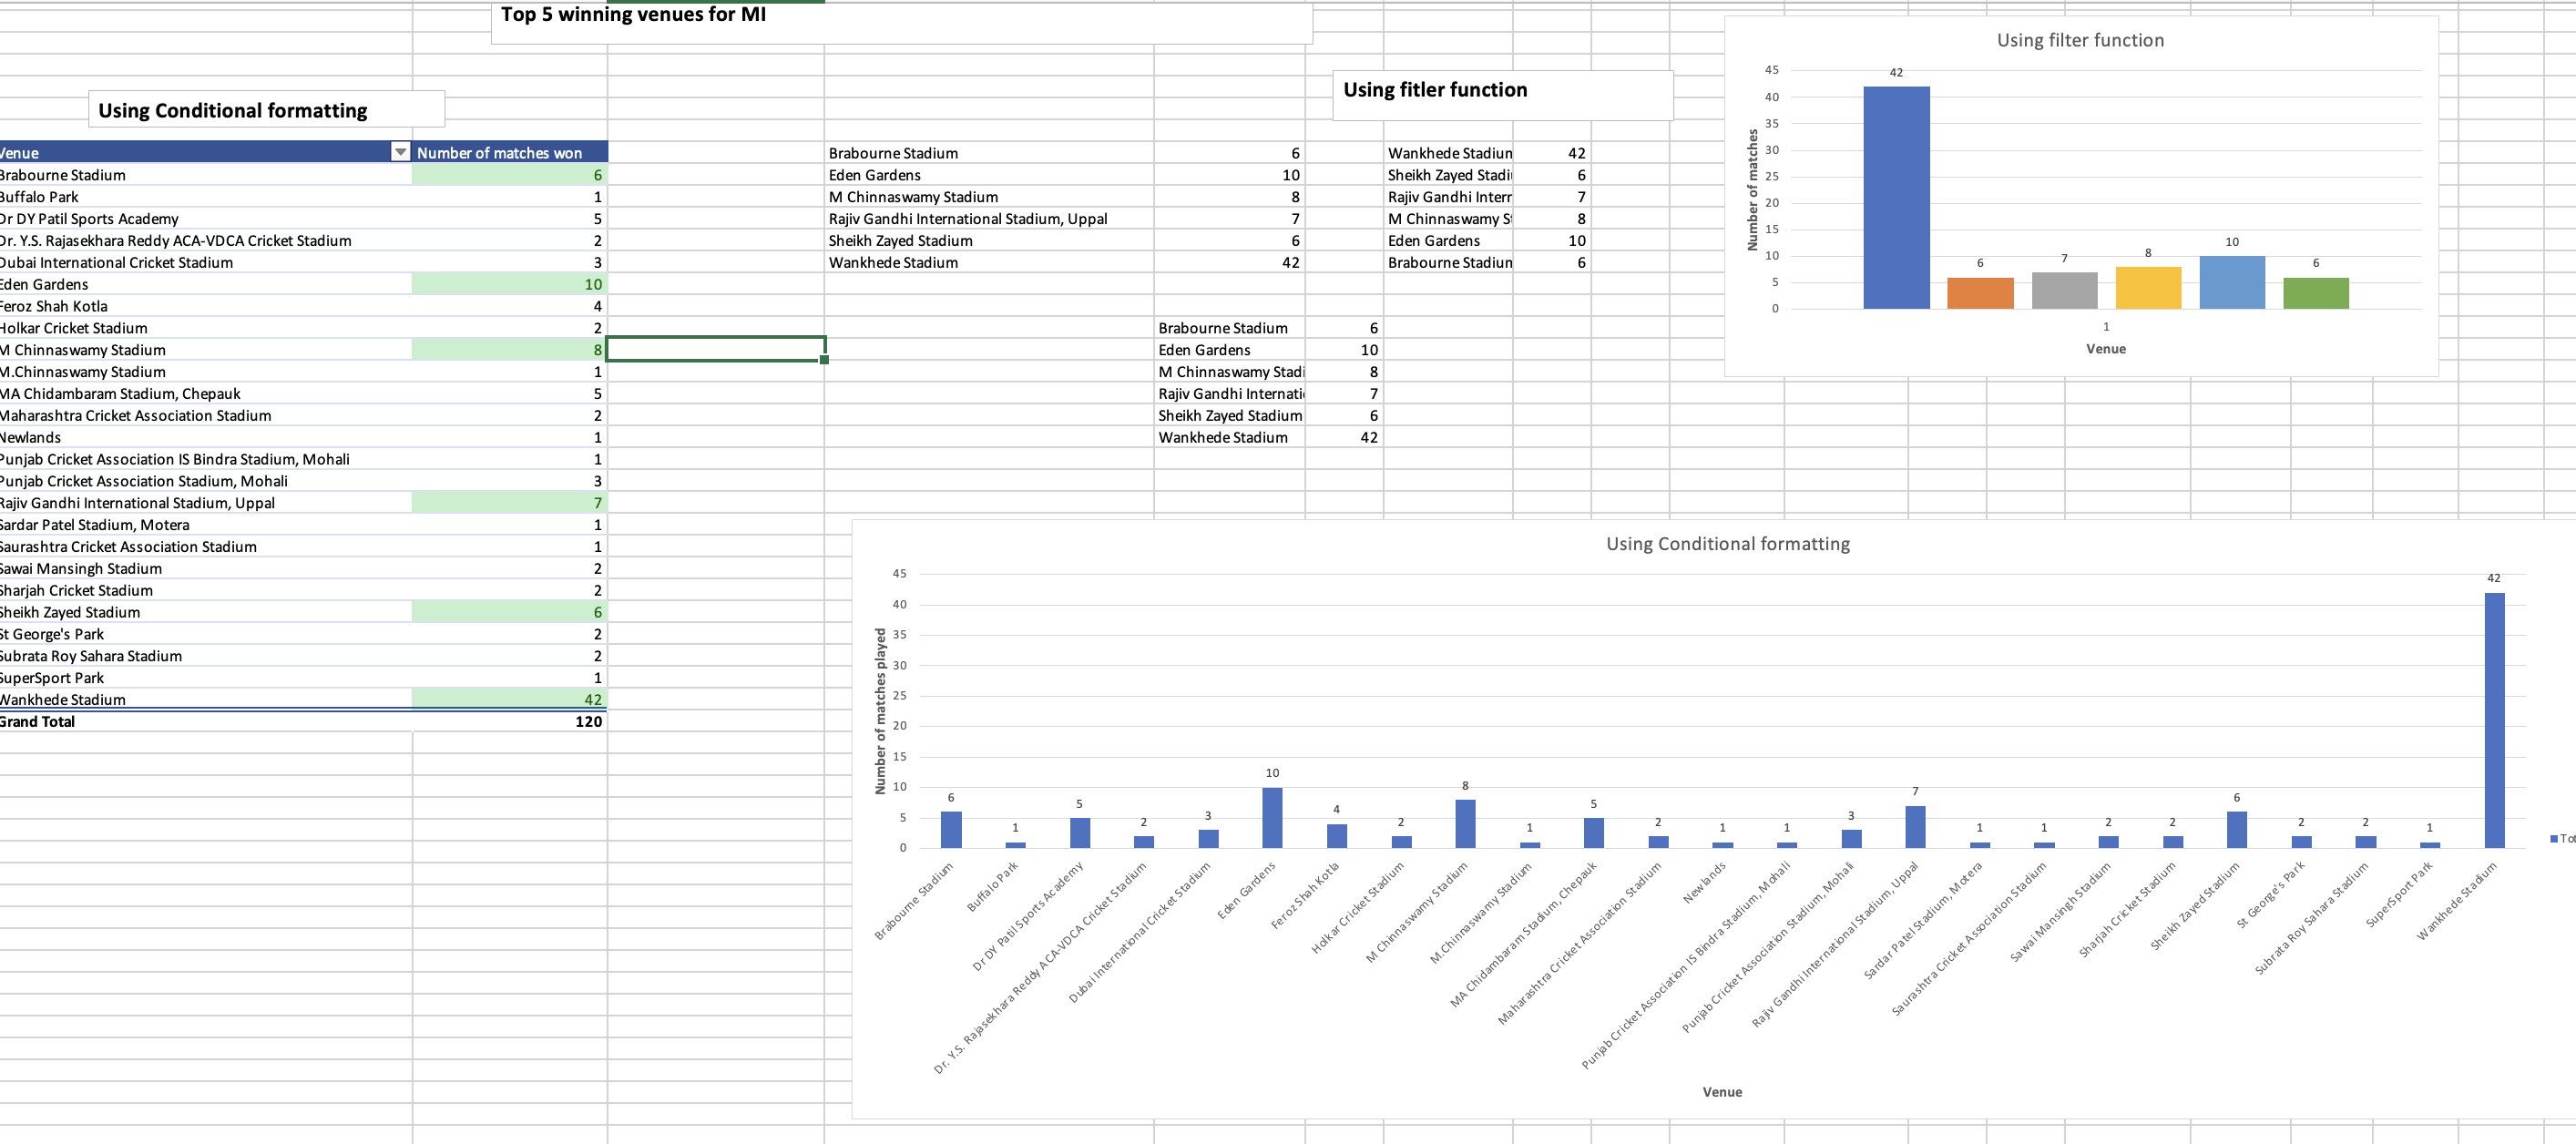 Top 5 winning venues for MI
Using Conditional formatting
Venue Number of matches won
Brabourne Stadium 6
Buffalo Park 1
Dr DY Patil Sports Academy 5
Dr. Y.S. Rajasekhara Reddy ACA-VDCA Cricket Stadium 2
Dubai International Cricket Stadium 3
Eden Gardens 10
Feroz Shah Kotla 4
Holkar Cricket Stadium 2
M Chinnaswamy Stadium 8
M.Chinnaswamy Stadium 1
MA Chidambaram Stadium, Chepauk 5
Maharashtra Cricket Association Stadium 2
Newlands 1
Punjab Cricket Association IS Bindra Stadium, Mohali 1
Punjab Cricket Association Stadium, Mohali 3
Rajiv Gandhi International Stadium, Uppal 7
Sardar Patel Stadium, Motera 1
Saurashtra Cricket Association Stadium 1
Sawai Mansingh Stadium 2
Sharjah Cricket Stadium 2
Sheikh Zayed Stadium 6
St George's Park 2
Subrata Roy Sahara Stadium 2
SuperSport Park 1
Wankhede Stadium 42
Grand Total 120
Brabourne Stadium 6
Eden Gardens 10
M Chinnaswamy Stadium 8
Rajiv Gandhi International Stadium, Uppal 7
Sheikh Zayed Stadium 6
Wankhede Stadium 42
Using fitler function
Wankhede Stadiun 42
Sheikh Zayed Stadi 6
Rajiv Gandhi Interr 7
M Chinnaswamy St 8
Eden Gardens 10
Brabourne Stadiun 6
Brabourne Stadium 6
Eden Gardens 10
M Chinnaswamy Stadi 8
Rajiv Gandhi Internati 7
Sheikh Zayed Stadium 6
Wankhede Stadium 42
Using filter function
Number of matches
45
40
35
30
25
20
15
10
5
0
42 6 7 8 10 6
1
Venue
Using Conditional formatting
Number of matches played
45
40
35
30
25
20
15
10
5
0
6 1 5 2 3 10 4 2 8 1 5 2 1 1 3 7 1 1 2 2 6 2 2 1 42
Brabourne Stadium
Buffalo Park
Dr DY Patil Sports Academy
Dr. Y.S. Rajasekhara Reddy ACA-VDCA Cricket Stadium
Dubai International Cricket Stadium
Eden Gardens
Feroz Shah Kotla
Holkar Cricket Stadium
M Chinnaswamy Stadium
M.Chinnaswamy Stadium
MA Chidambaram Stadium, Chepauk
Maharashtra Cricket Association Stadium
Newlands
Punjab Cricket Association IS Bindra Stadium, Mohali
Punjab Cricket Association Stadium, Mohali
Rajiv Gandhi International Stadium, Uppal
Sardar Patel Stadium, Motera
Saurashtra Cricket Association Stadium
Sawai Mansingh Stadium
Sharjah Cricket Stadium
Sheikh Zayed Stadium
St George's Park
Subrata Roy Sahara Stadium
SuperSport Park
Wankhede Stadium
Venue
Tot